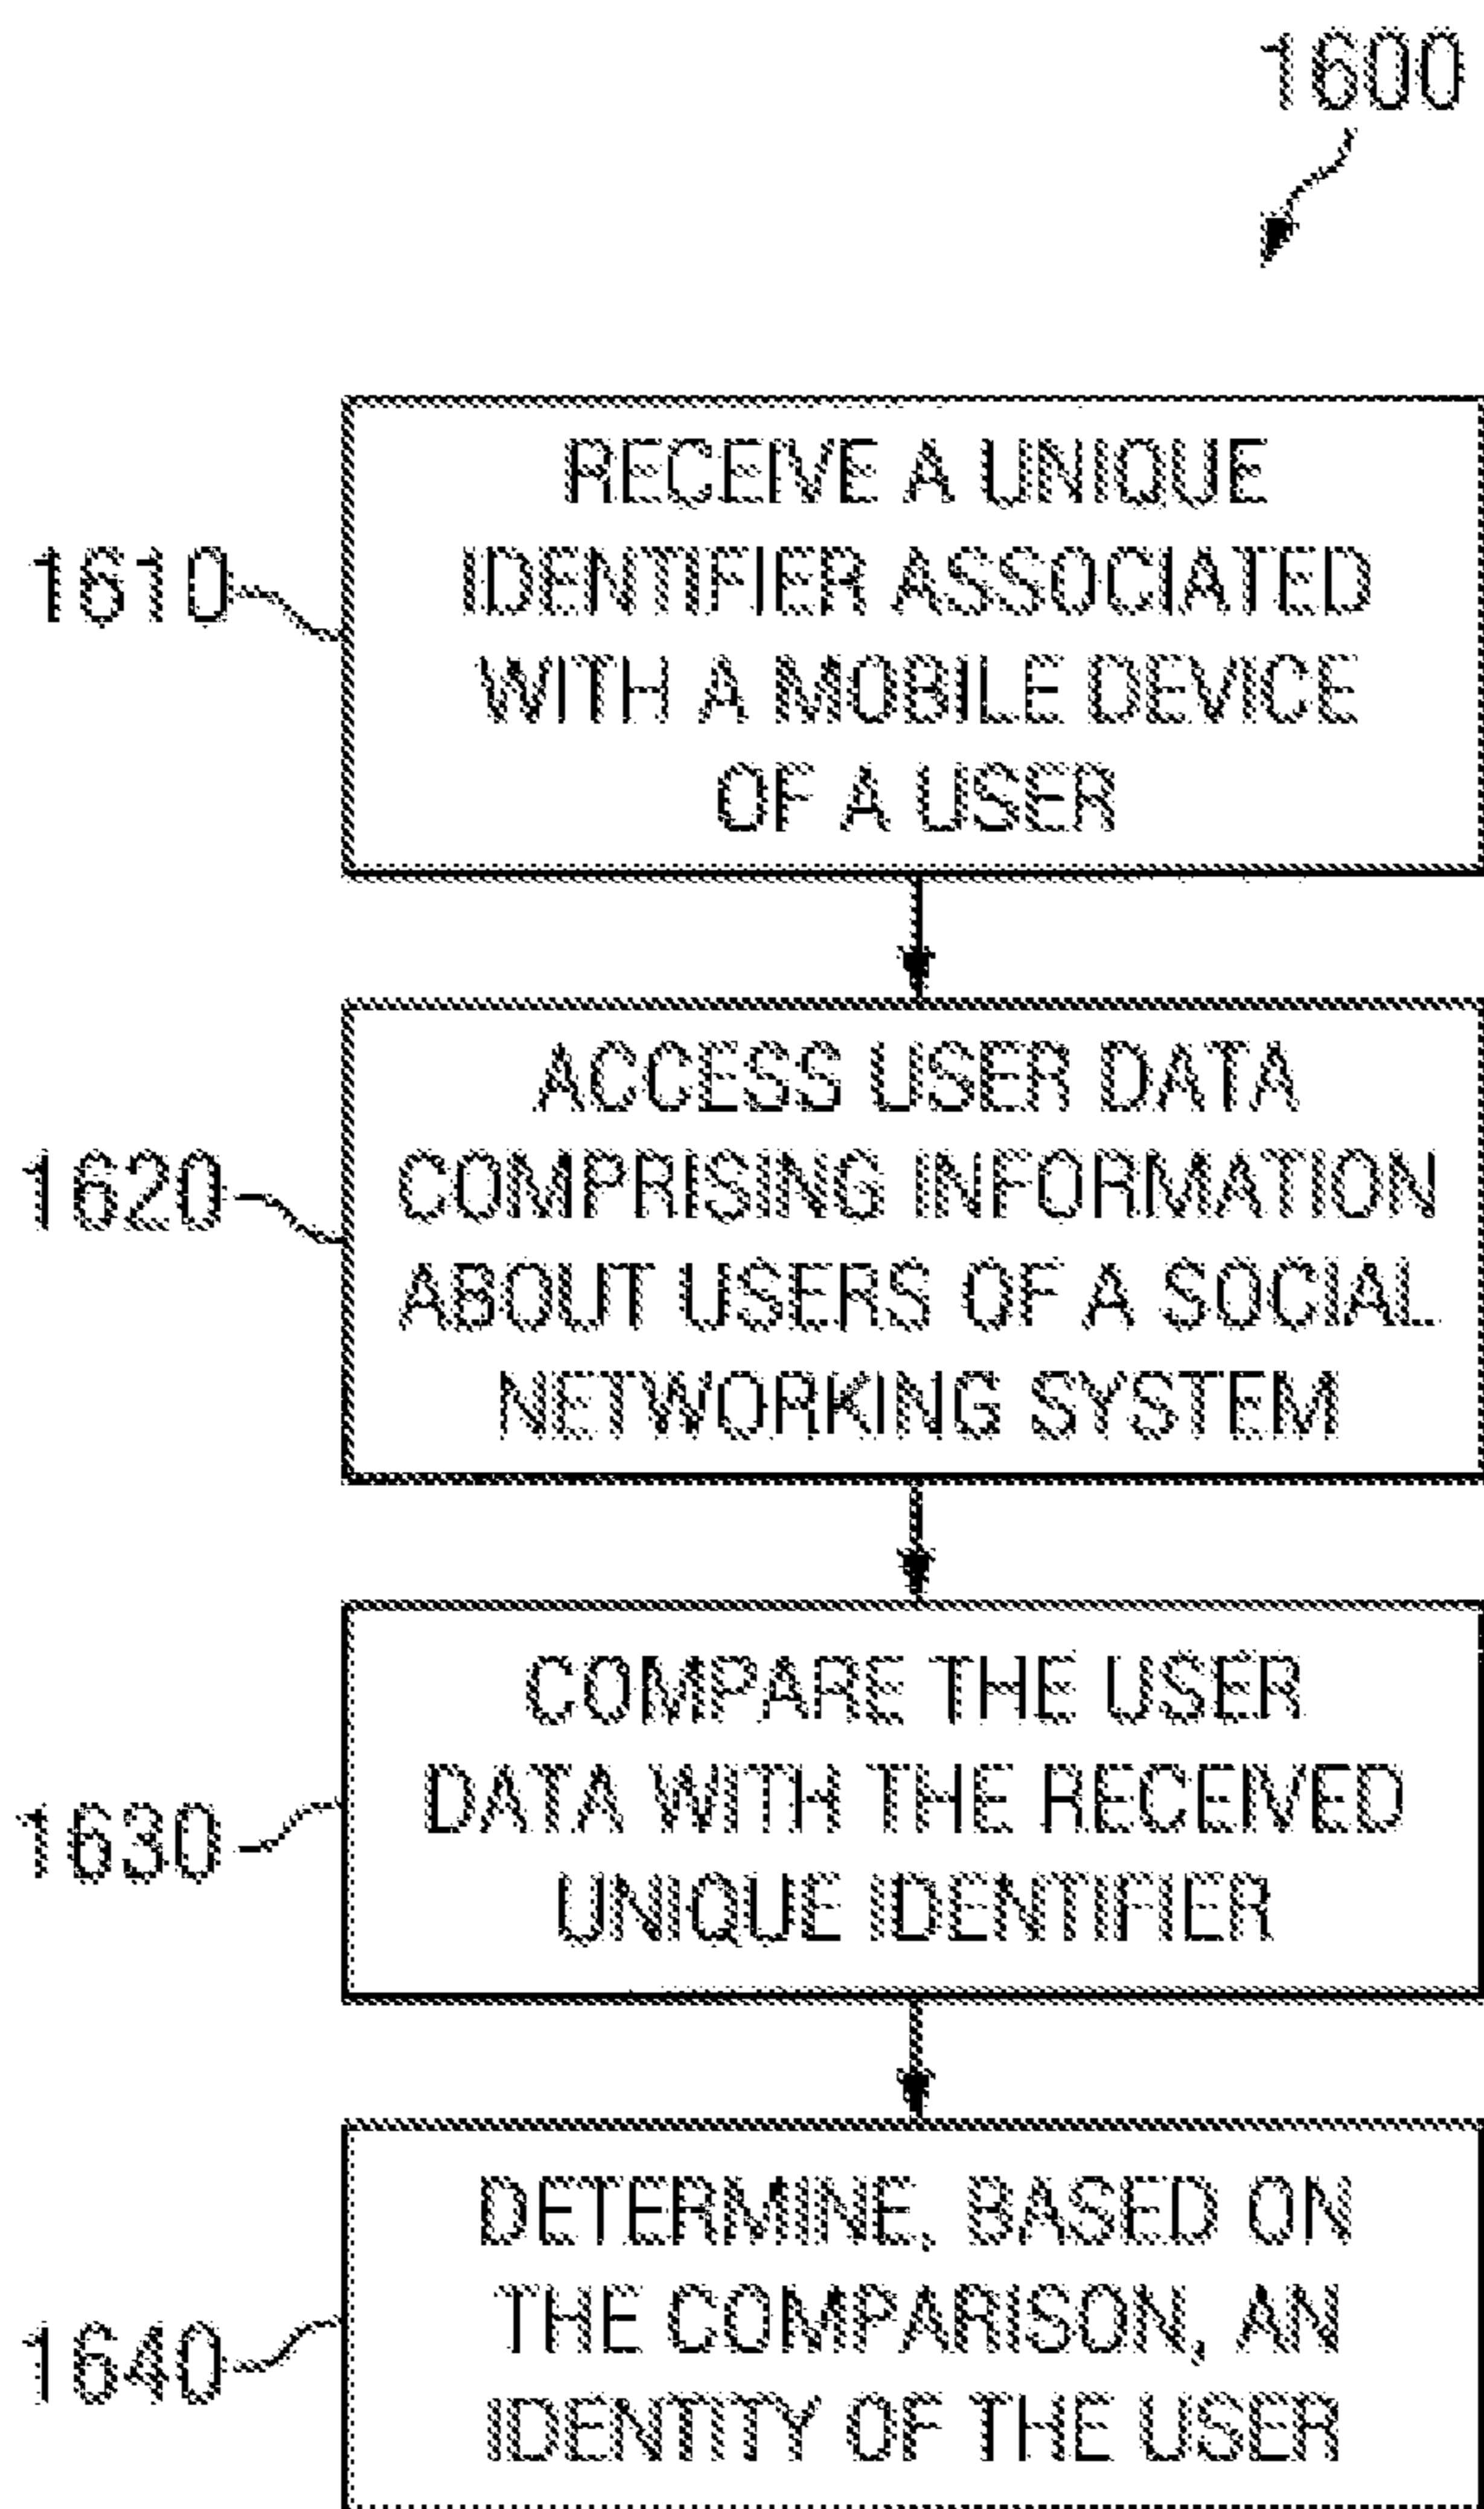 1600
1610
RECEIVE A UNIQUE
IDENTIFIER ASSOCIATED
WITH A MOBILE DEVICE
OF A USER
1620
ACCESS USER DATA
COMPRISING INFORMATION
ABOUT USERS OF A SOCIAL
NETWORKING SYSTEM
1630
COMPARE THE USER
DATA WITH THE RECEIVED
UNIQUE IDENTIFIER
1640
DETERMINE, BASED ON
THE COMPARISON, AN
IDENTITY OF THE USER